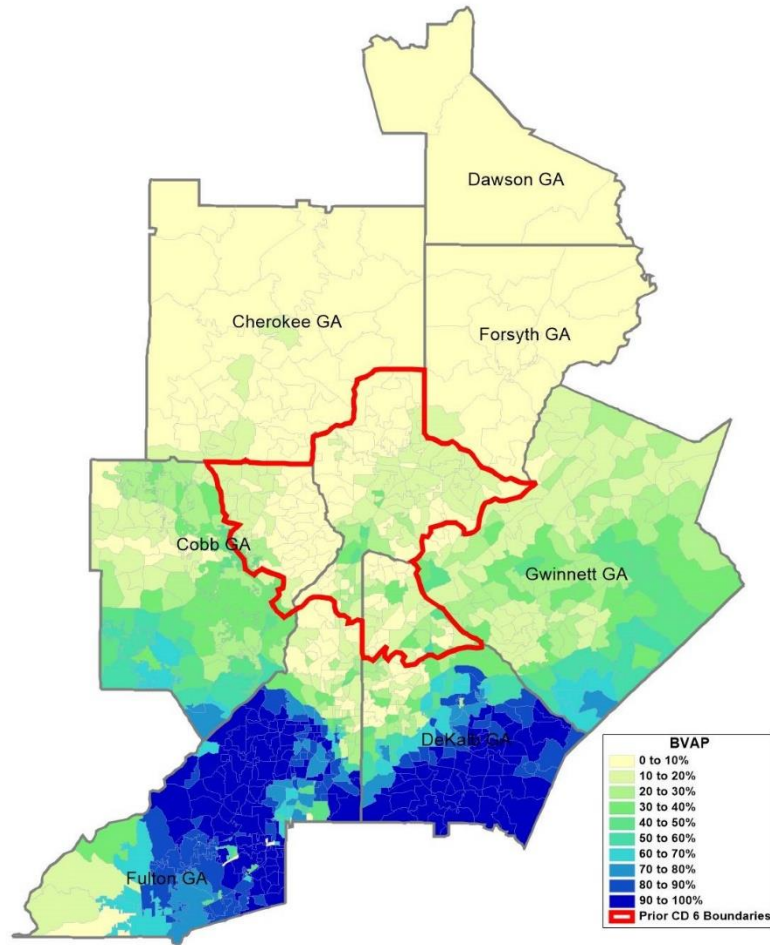 Dawson GA
Cherokee GA
Forsyth GA
Cobb GA
Gwinnett GA
DeKalb GA
Fulton GA
BVAP
0 to 10%
10 to 20%
20 to 30%
30 to 40%
40 to 50%
50 to 60%
60 to 70%
70 to 80%
80 to 90%
90 to 100%
Prior CD 6 Boundaries